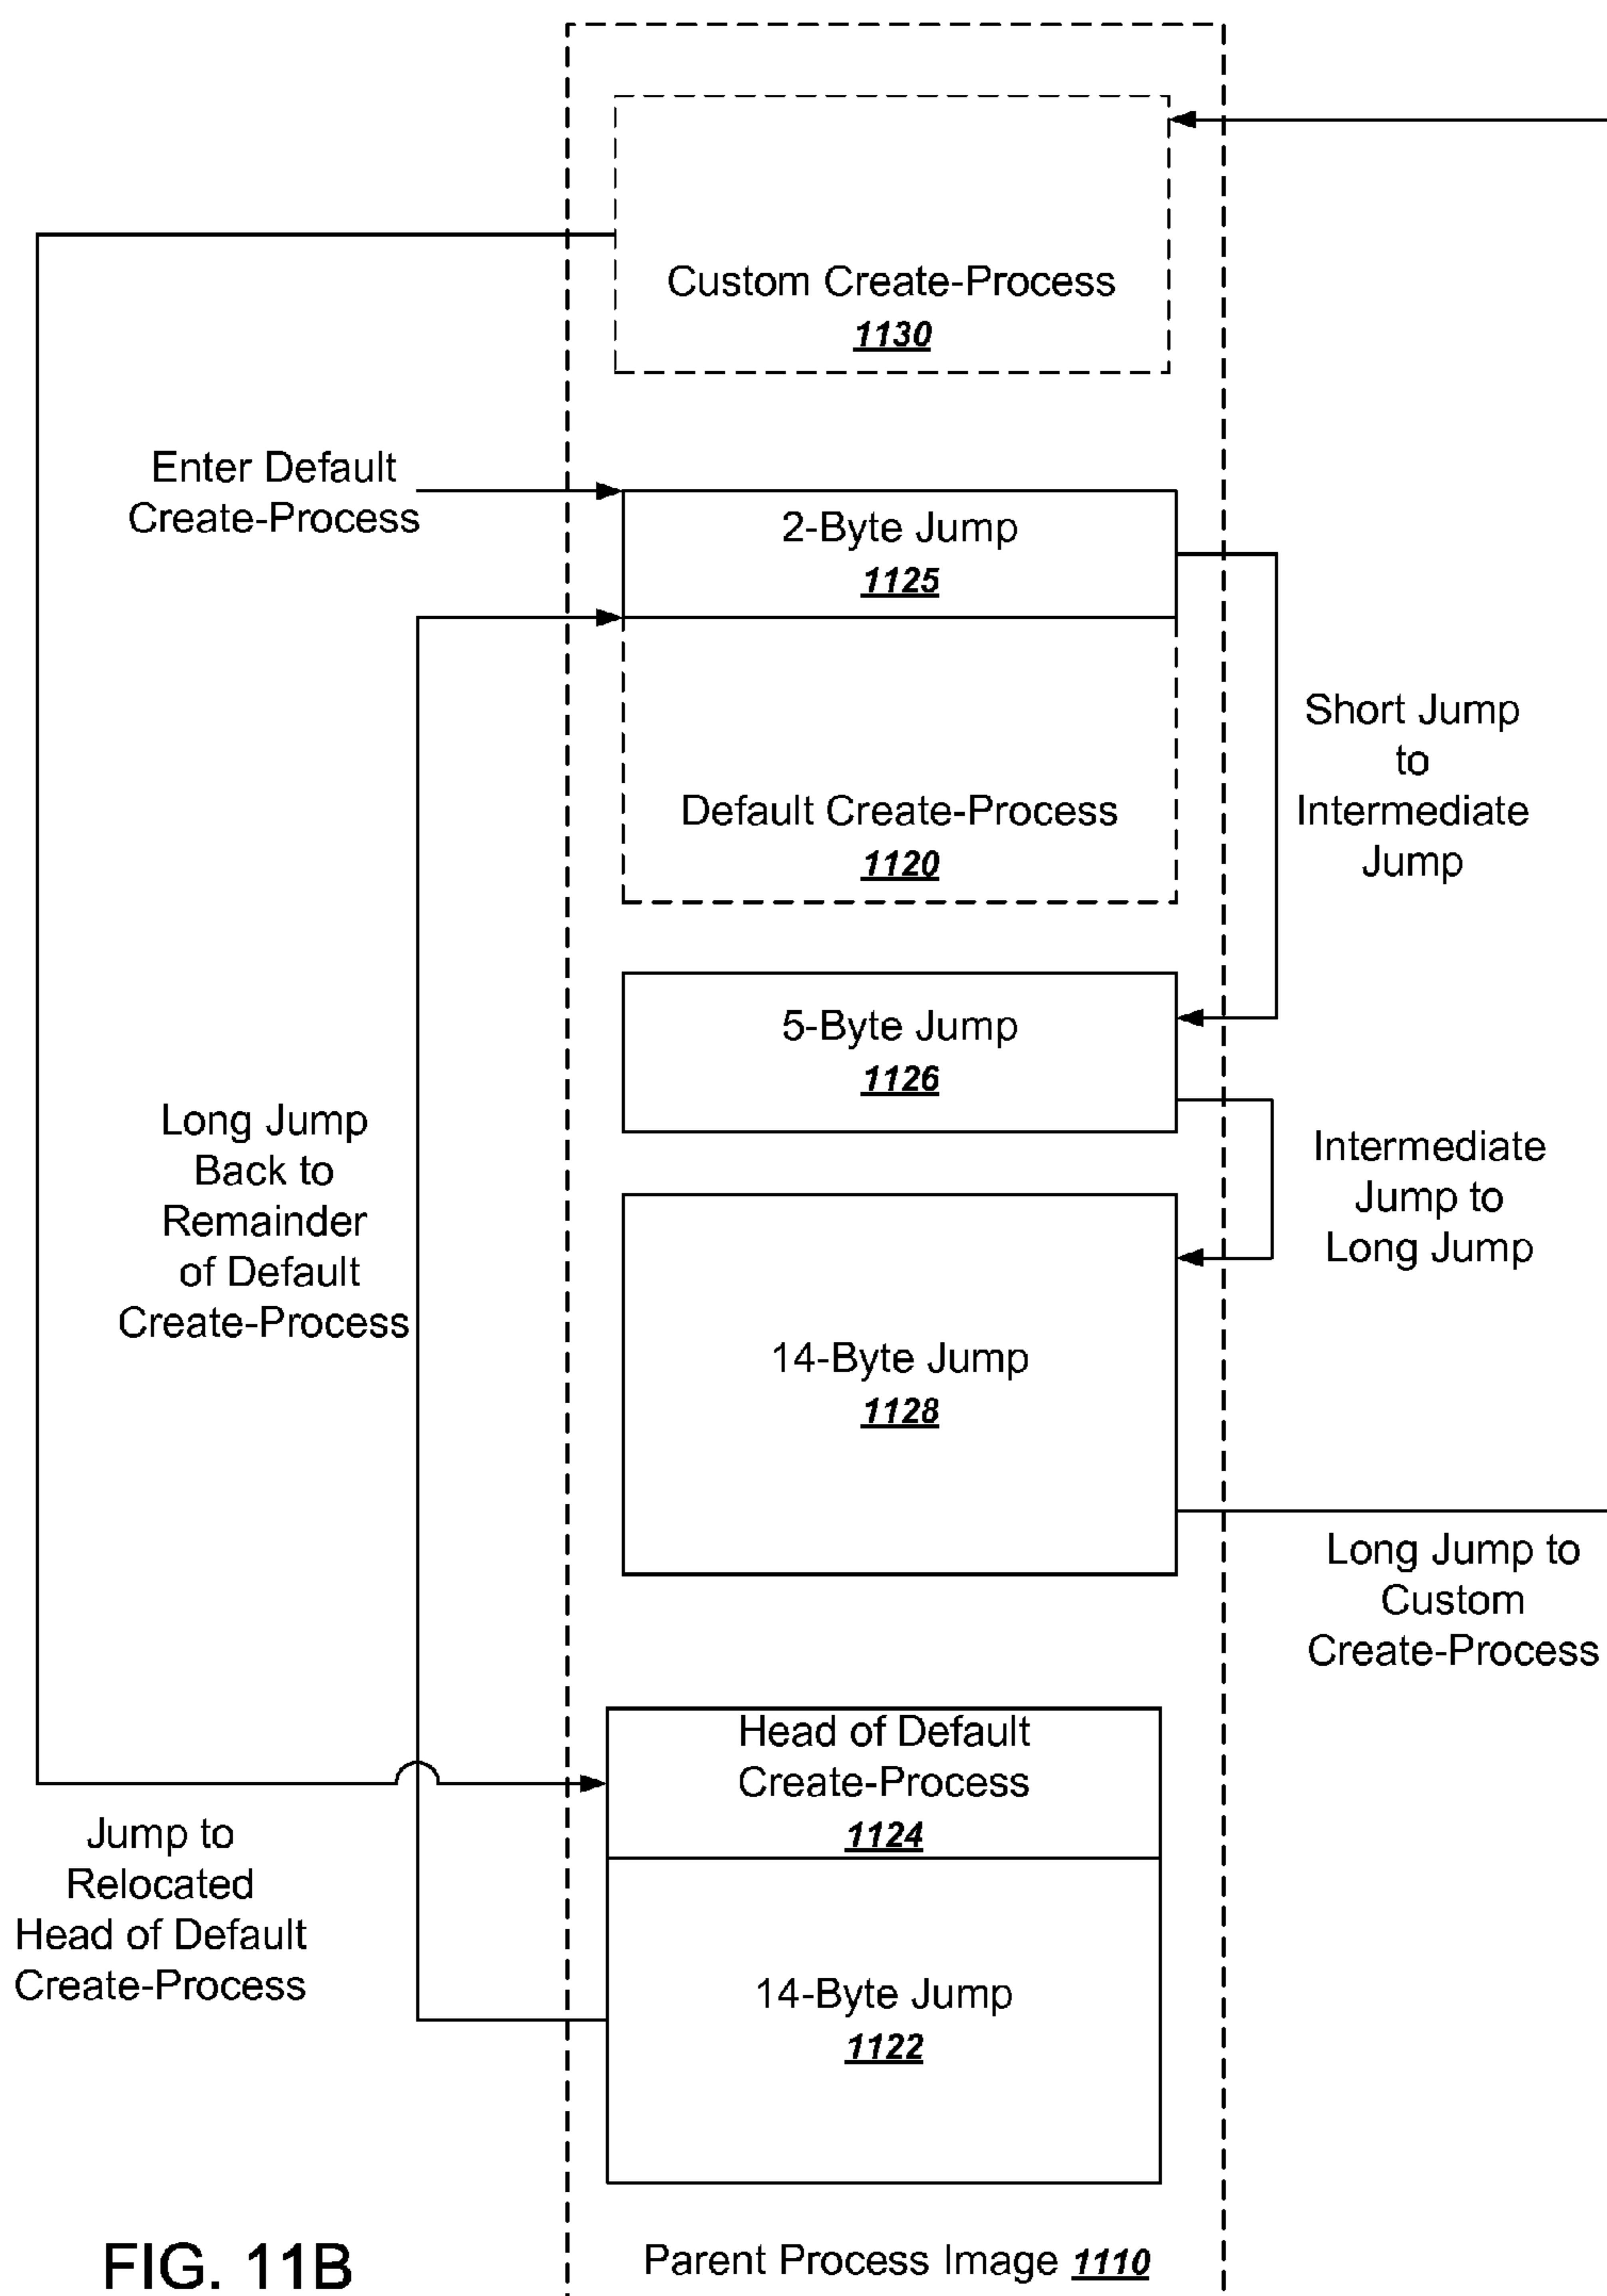 Custom Create-Process
1130
Enter Default
Create-Process
2-Byte Jump
1125
Default Create-Process
1120
Short Jump
to
Intermediate
Jump
5-Byte Jump
1126
Long Jump
Back to
Remainder
of Default
Create-Process
Intermediate
Jump to
Long Jump
14-Byte Jump
1128
Long Jump to
Custom
Create-Process
Head of Default
Create-Process
1124
Jump to
Relocated
Head of Default
Create-Process
14-Byte Jump
1122
Parent Process Image 1110
FIG. 11B